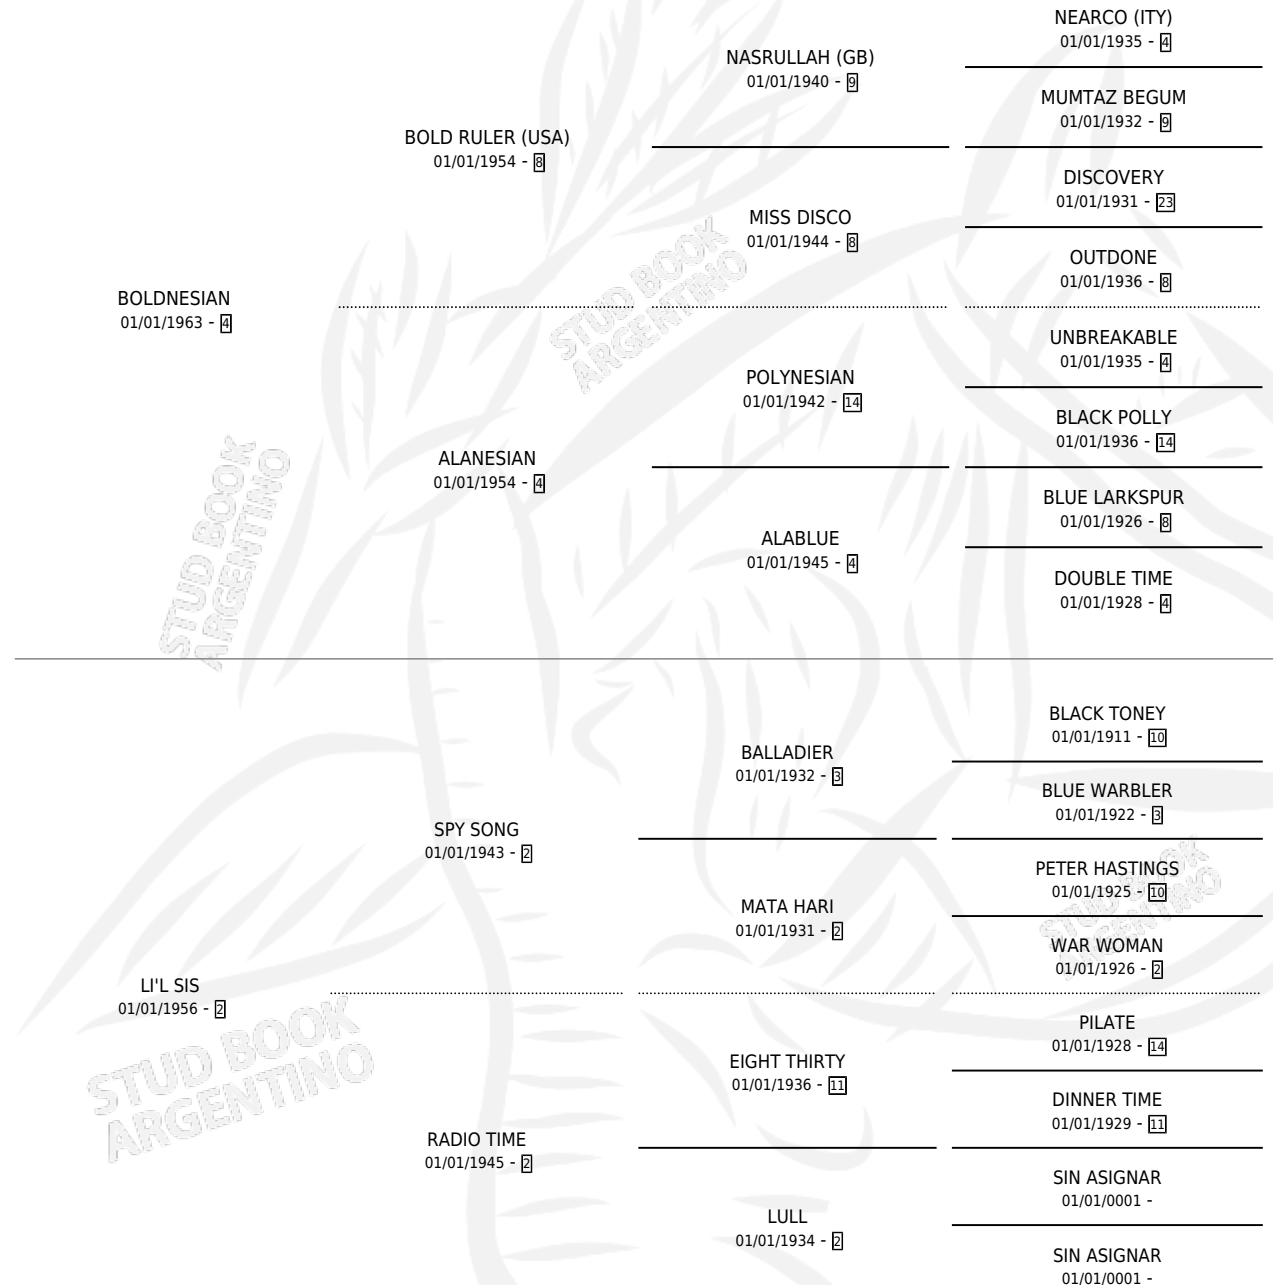 NEARCO (ITY)
01/01/1935 - 4
NASRULLAH (GB)
01/01/1940 - 9
MUMTAZ BEGUM
01/01/1932 - 9
BOLD RULER (USA)
01/01/1954 - 8
DISCOVERY
01/01/1931 - 23
MISS DISCO
01/01/1944 - 8
OUTDONE
01/01/1936 - 8
BOLDNESIAN
01/01/1963 - 4
STUD BOOK
ARGENTINO
UNBREAKABLE
01/01/1935 - 4
POLYNESIAN
01/01/1942 - 14
BLACK POLLY
01/01/1936 - 14
ALANESIAN
01/01/1954 - 4
BLUE LARKSPUR
01/01/1926 - 8
ALABLUE
01/01/1945 - 4
DOUBLE TIME
01/01/1928 - 4
STUD BOOK
ARGENTINO
BLACK TONEY
01/01/1911 - 10
BALLADIER
01/01/1932 - 3
BLUE WARBLER
01/01/1922 - 3
SPY SONG
01/01/1943 - 2
PETER HASTINGS
01/01/1925 - 10
MATA HARI
01/01/1931 - 2
STUD BOOK
ARGENTINO
WAR WOMAN
01/01/1926 - 2
LI'L SIS
01/01/1956 - 2
STUD BOOK
ARGENTINO
PILATE
01/01/1928 - 14
EIGHT THIRTY
01/01/1936 - 11
DINNER TIME
01/01/1929 - 11
RADIO TIME
01/01/1945 - 2
SIN ASIGNAR
01/01/0001 -
LULL
01/01/1934 - 2
SIN ASIGNAR
01/01/0001 -